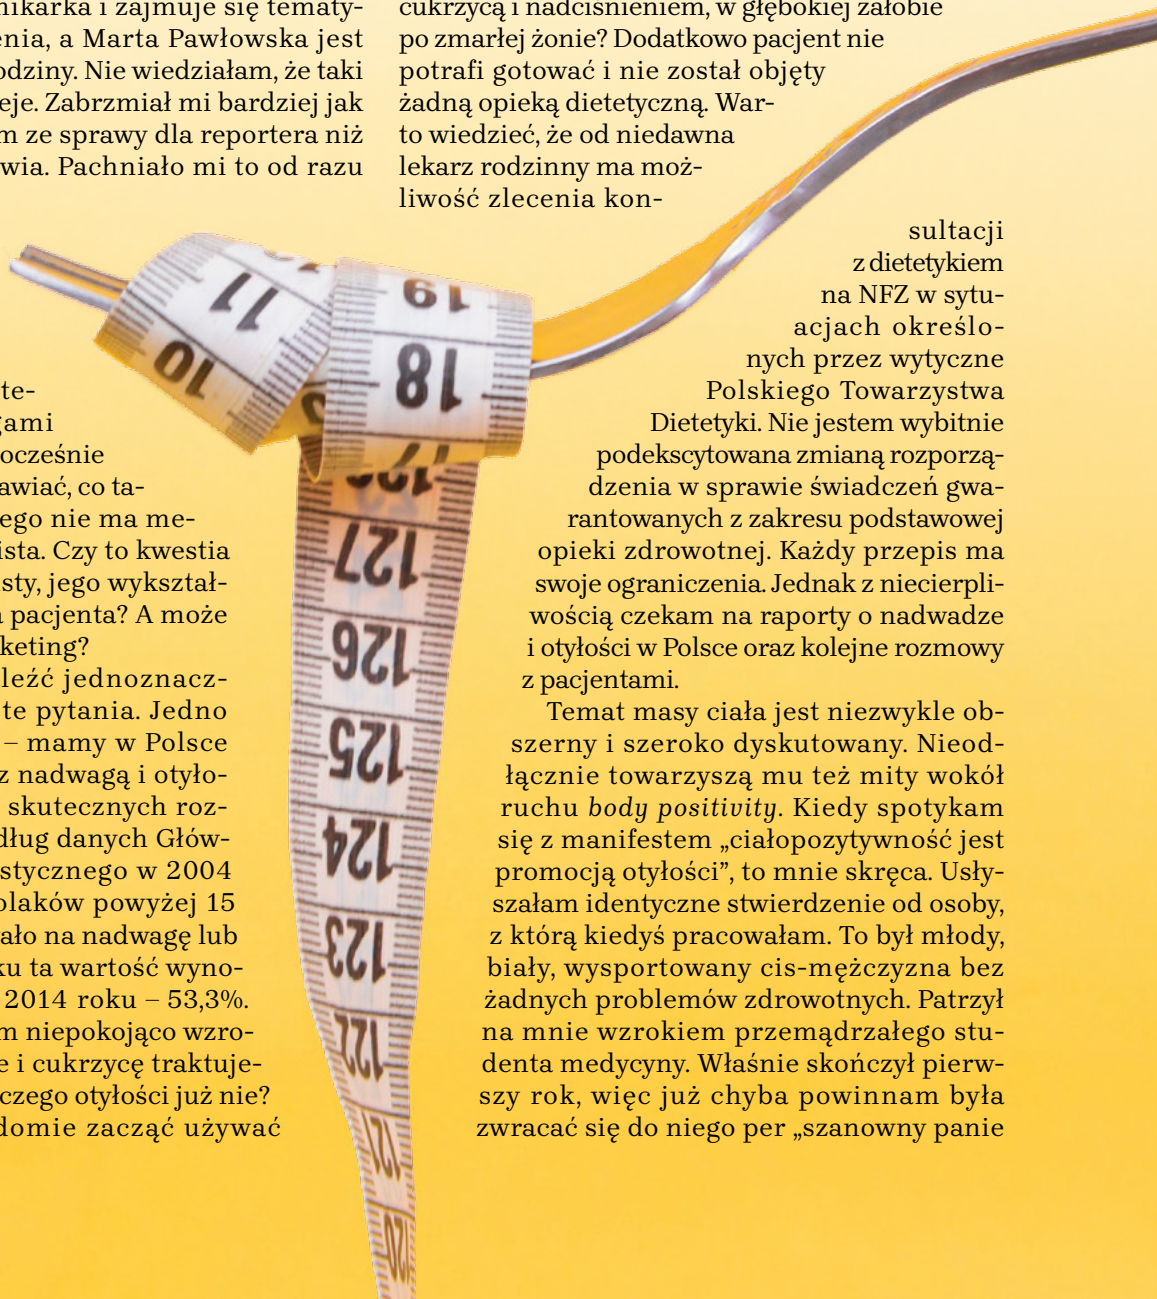 nikarka i zajmuje się tematy-
enia, a Marta Pawłowska jest
odziny. Nie wiedziałam, że taki
eje. Zabrzmiał mi bardziej jak
m ze sprawy dla reportera niż
wia. Pachniało mi to od razu
te-
gami
ocześnie
awiać, co ta-
ego nie ma me-
ista. Czy to kwestia
sty, jego wykształ-
a pacjenta? A może
keting?
leźć jednoznacz-
te pytania. Jedno
– mamy w Polsce
z nadwagą i otyło-
skutecznych roz-
dług danych Głów-
stycznego w 2004
olaków powyżej 15
ało na nadwagę lub
ku ta wartość wyno-
2014 roku – 53,3%.
m niepokojąco wzro-
e i cukrzycę traktuje-
czego otyłości już nie?
domie zacząć używać
cukrzycą i nadciśnieniem, w głębokiej żałobie
po zmarłej żonie? Dodatkowo pacjent nie
potrafi gotować i nie został objęty
żadną opieką dietetyczną. War-
to wiedzieć, że od niedawna
lekarz rodzinny ma moż-
liwość zlecenia kon-
sultacji
z dietetykiem
na NFZ w sytu-
acjach określo-
nych przez wytyczne
Polskiego Towarzystwa
Dietetyki. Nie jestem wybitnie
podekscytowana zmianą rozporzą-
dzenia w sprawie świadczeń gwa-
rantowanych z zakresu podstawowej
opieki zdrowotnej. Każdy przepis ma
swoje ograniczenia. Jednak z niecierpli-
wością czekam na raporty o nadwadze
i otyłości w Polsce oraz kolejne rozmowy
z pacjentami.
Temat masy ciała jest niezwykle ob-
szerny i szeroko dyskutowany. Nieod-
łącznie towarzyszą mu też mity wokół
ruchu body positivity. Kiedy spotykam
się z manifestem „ciałopozytywność jest
promocją otyłości”, to mnie skręca. Usły-
szałam identyczne stwierdzenie od osoby,
z którą kiedyś pracowałam. To był młody,
biały, wysportowany cis-mężczyzna bez
żadnych problemów zdrowotnych. Patrzył
na mnie wzrokiem przemądrzałego stu-
denta medycyny. Właśnie skończył pierw-
szy rok, więc już chyba powinnam była
zwracać się do niego per „szanowny panie
11
10
19
18
17
127
126
125
124
123
122
121
120